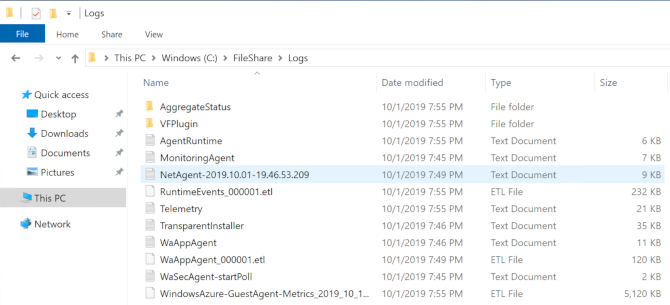 Logs
File Home Share View
This PC > Windows (C:) > FileShare > Logs
Name Date modified Type Size
Quick access
Desktop
Downloads
Documents
Pictures
This PC
Network
AggregateStatus 10/1/2019 7:55 PM File folder
VFPlugin 10/1/2019 7:55 PM File folder
AgentRuntime 10/1/2019 7:55 PM Text Document 6 KB
MonitoringAgent 10/1/2019 7:45 PM Text Document 7 KB
NetAgent-2019.10.01-19.46.53.209 10/1/2019 7:49 PM Text Document 9 KB
RuntimeEvents_000001.etl 10/1/2019 7:55 PM ETL File 232 KB
Telemetry 10/1/2019 7:55 PM Text Document 21 KB
TransparentInstaller 10/1/2019 7:46 PM Text Document 35 KB
WaAppAgent 10/1/2019 7:46 PM Text Document 11 KB
WaAppAgent_000001.etl 10/1/2019 7:49 PM ETL File 120 KB
WaSecAgent-startPoll 10/1/2019 7:45 PM Text Document 2 KB
WindowsAzure-GuestAgent-Metrics_2019_10_1... 10/1/2019 7:55 PM ETL File 5,120 KB